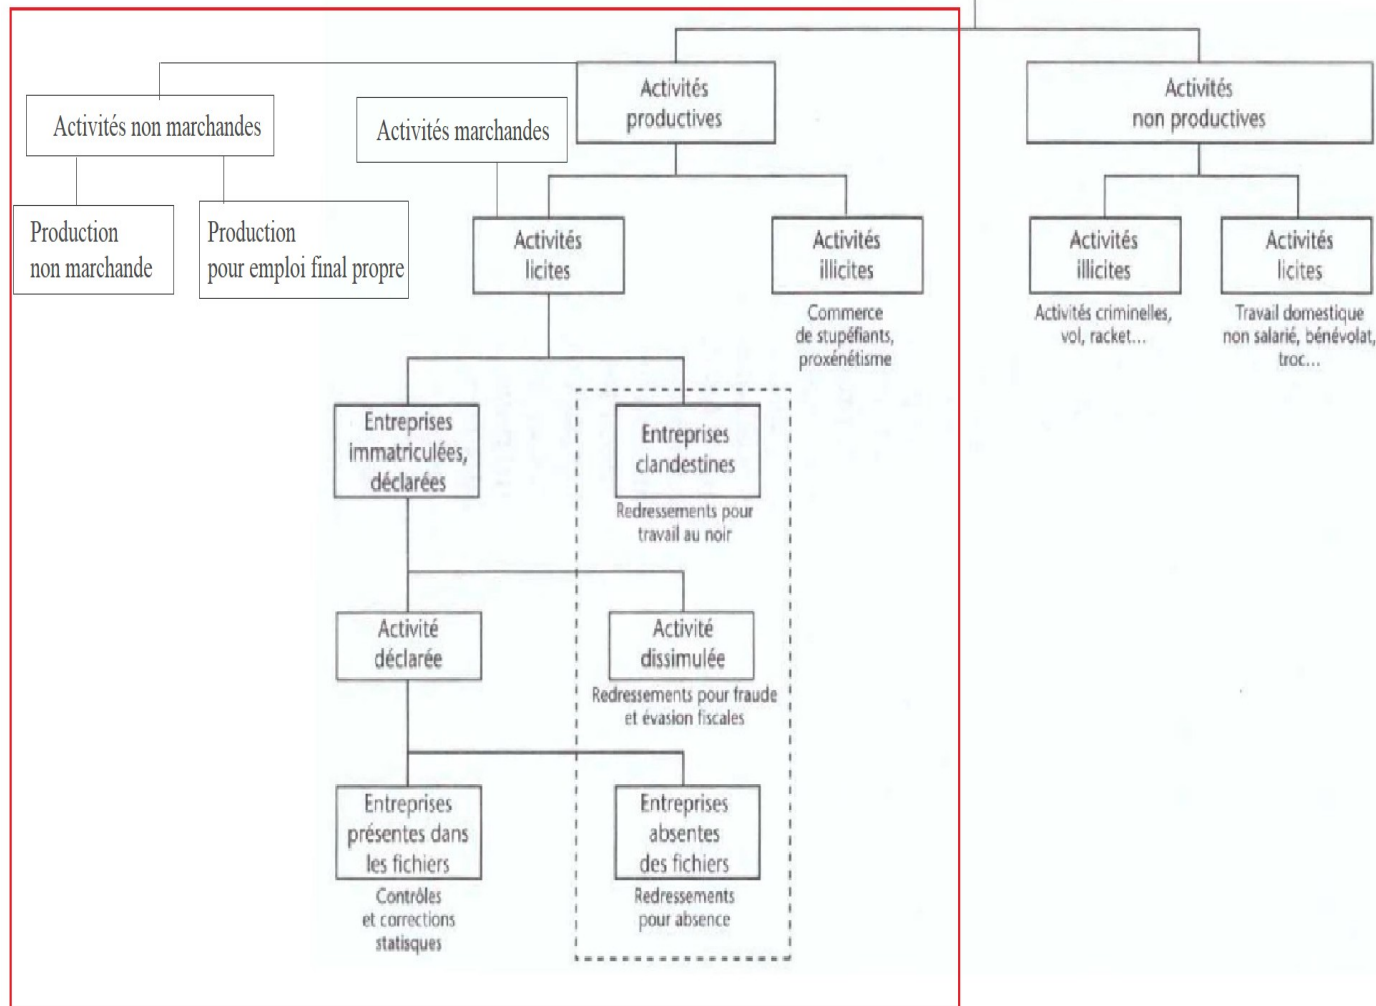 Activités
productives
Activités
non productives
Activités non marchandes
Activités marchandes
Production
non marchande
Production
pour emploi final propre
Activités
licites
Activités
illicites
Commerce
de stupéfiants,
proxénétisme
Activités
illicites
Activités criminelles,
vol, racket...
Activités
licites
Travail domestique
non salarié, bénévolat,
troc...
Entreprises
immatriculées,
déclarées
Entreprises
clandestines
Redressements pour
travail au noir
Activité
déclarée
Activité
dissimulée
Redressements pour fraude
et évasion fiscales
Entreprises
présentes dans
les fichiers
Contrôles
et corrections
statisques
Entreprises
absentes
des fichiers
Redressements
pour absence